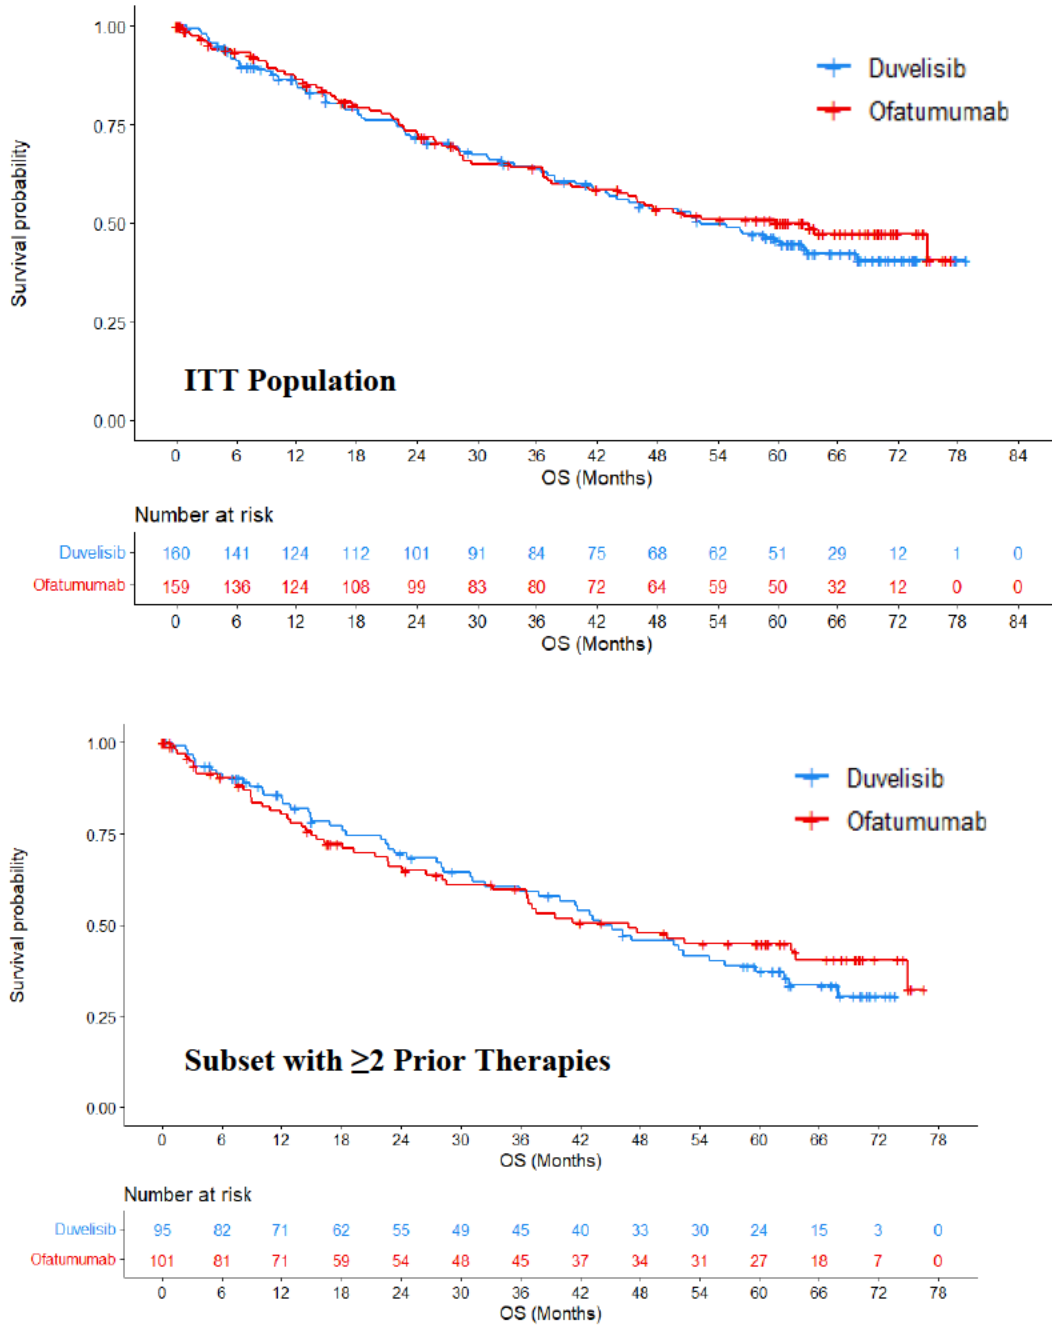 1.00
0.75
0.50
0.25
0.00
Survival probability
Duvelisib
Ofatumumab
ITT Population
0 6 12 18 24 30 36 42 48 54 60 66 72 78 84
OS (Months)
Number at risk
Duvelisib 160 141 124 112 101 91 84 75 68 62 51 29 12 1 0
Ofatumumab 159 136 124 108 99 83 80 72 64 59 50 32 12 0 0
0 6 12 18 24 30 36 42 48 54 60 66 72 78 84
OS (Months)
1.00
0.75
0.50
0.25
0.00
Survival probability
Duvelisib
Ofatumumab
Subset with ≥2 Prior Therapies
0 6 12 18 24 30 36 42 48 54 60 66 72 78
OS (Months)
Number at risk
Duvelisib 95 82 71 62 55 49 45 40 33 30 24 15 3 0
Ofatumumab 101 81 71 59 54 48 45 37 34 31 27 18 7 0
0 6 12 18 24 30 36 42 48 54 60 66 72 78
OS (Months)